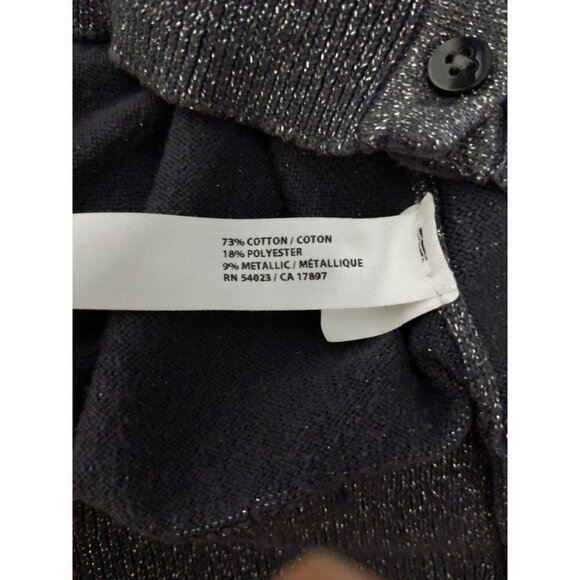 73% COTTON / COTON
18% POLYESTER
9% METALLIC / MÉTALLIQUE
RN 54023 / CA 17897